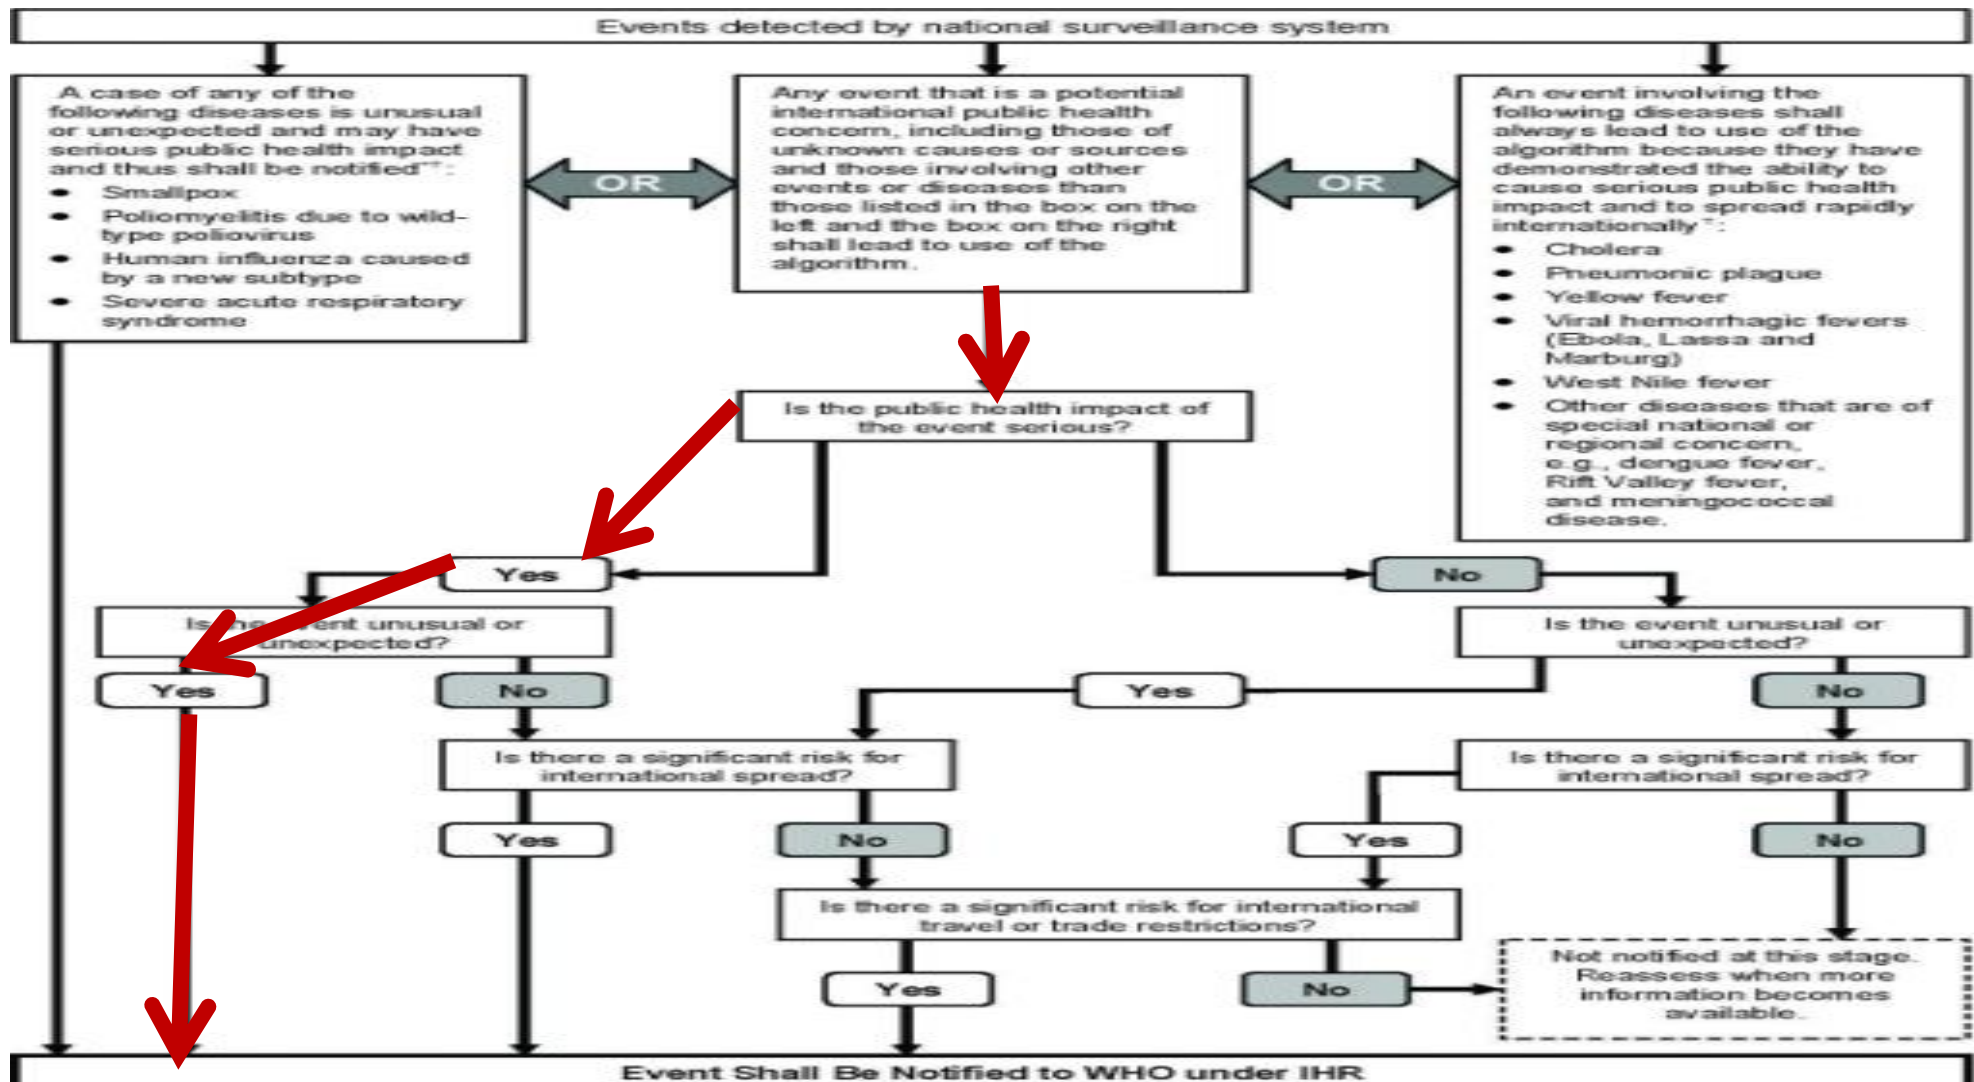 Events detected by national surveillance system
A case of any of the
following diseases is unusual
or unexpected and may have
serious public health impact
and thus shall be notified*†:
• Smallpox
• Poliomyelitis due to wild-
type poliovirus
• Human influenza caused
by a new subtype
• Severe acute respiratory
syndrome
OR
Any event that is a potential
international public health
concern, including those of
unknown causes or sources
and those involving other
events or diseases than
those listed in the box on the
left and the box on the right
shall lead to use of the
algorithm.
OR
An event involving the
following diseases shall
always lead to use of the
algorithm because they have
demonstrated the ability to
cause serious public health
impact and to spread rapidly
internationally*:
• Cholera
• Pneumonic plague
• Yellow fever
• Viral hemorrhagic fevers
(Ebola, Lassa and
Marburg)
• West Nile fever
• Other diseases that are of
special national or
regional concern,
e.g., dengue fever,
Rift Valley fever,
and meningococcal
disease.
Is the public health impact of
the event serious?
Yes
No
Is the event unusual or
unexpected?
Is the event unusual or
unexpected?
Yes
No
Yes
No
Is there a significant risk for
international spread?
Is there a significant risk for
international spread?
Yes
No
Yes
No
Is there a significant risk for international
travel or trade restrictions?
Not notified at this stage.
Reassess when more
information becomes
available.
Yes
No
Event Shall Be Notified to WHO under IHR